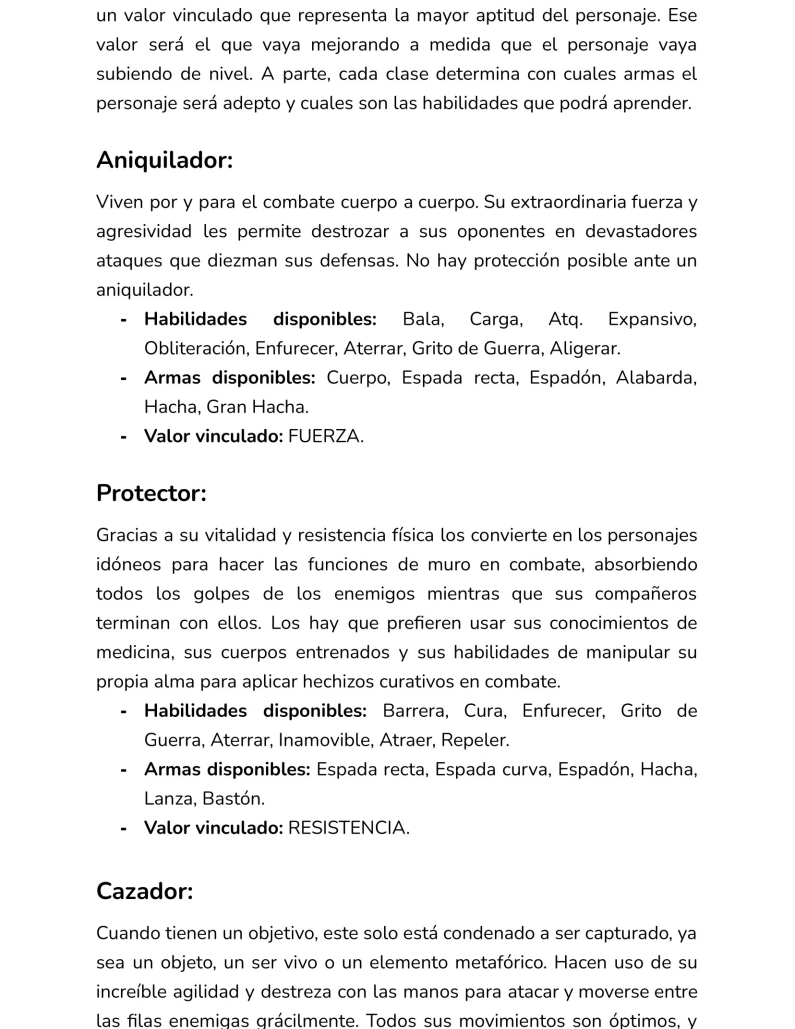 un valor vinculado que representa la mayor aptitud del personaje. Ese
valor será el que vaya mejorando a medida que el personaje vaya
subiendo de nivel. A parte, cada clase determina con cuales armas el
personaje será adepto y cuales son las habilidades que podrá aprender.
Aniquilador:
Viven por y para el combate cuerpo a cuerpo. Su extraordinaria fuerza y
agresividad les permite destrozar a sus oponentes en devastadores
ataques que diezman sus defensas. No hay protección posible ante un
aniquilador.
- Habilidades disponibles: Bala, Carga, Atq. Expansivo,
Obliteración, Enfurecer, Aterrar, Grito de Guerra, Aligerar.
- Armas disponibles: Cuerpo, Espada recta, Espadón, Alabarda,
Hacha, Gran Hacha.
- Valor vinculado: FUERZA.
Protector:
Gracias a su vitalidad y resistencia física los convierte en los personajes
idóneos para hacer las funciones de muro en combate, absorbiendo
todos los golpes de los enemigos mientras que sus compañeros
terminan con ellos. Los hay que prefieren usar sus conocimientos de
medicina, sus cuerpos entrenados y sus habilidades de manipular su
propia alma para aplicar hechizos curativos en combate.
- Habilidades disponibles: Barrera, Cura, Enfurecer, Grito de
Guerra, Aterrar, Inamovible, Atraer, Repeler.
- Armas disponibles: Espada recta, Espada curva, Espadón, Hacha,
Lanza, Bastón.
- Valor vinculado: RESISTENCIA.
Cazador:
Cuando tienen un objetivo, este solo está condenado a ser capturado, ya
sea un objeto, un ser vivo o un elemento metafórico. Hacen uso de su
increíble agilidad y destreza con las manos para atacar y moverse entre
las filas enemigas grácilmente. Todos sus movimientos son óptimos, y